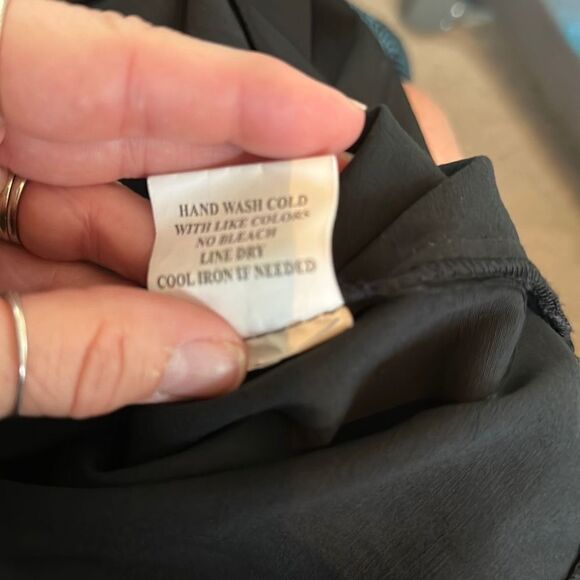 HAND WASH COLD
WITH LIKE COLORS
NO BLEACH
LINE DRY
COOL IRON IF NEEDED